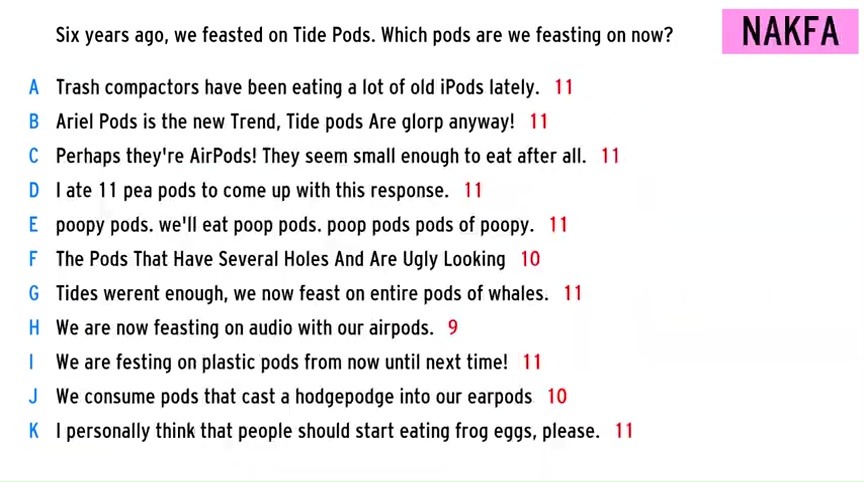 Six years ago, we feasted on Tide Pods. Which pods are we feasting on now?
NAKFA
A Trash compactors have been eating a lot of old iPods lately. 11
B Ariel Pods is the new Trend, Tide pods Are glorp anyway! 11
C Perhaps they're AirPods! They seem small enough to eat after all. 11
D I ate 11 pea pods to come up with this response. 11
E poopy pods. we'll eat poop pods. poop pods pods of poopy. 11
F The Pods That Have Several Holes And Are Ugly Looking 10
G Tides werent enough, we now feast on entire pods of whales. 11
H We are now feasting on audio with our airpods. 9
I We are festing on plastic pods from now until next time! 11
J We consume pods that cast a hodgepodge into our earpods 10
K I personally think that people should start eating frog eggs, please. 11